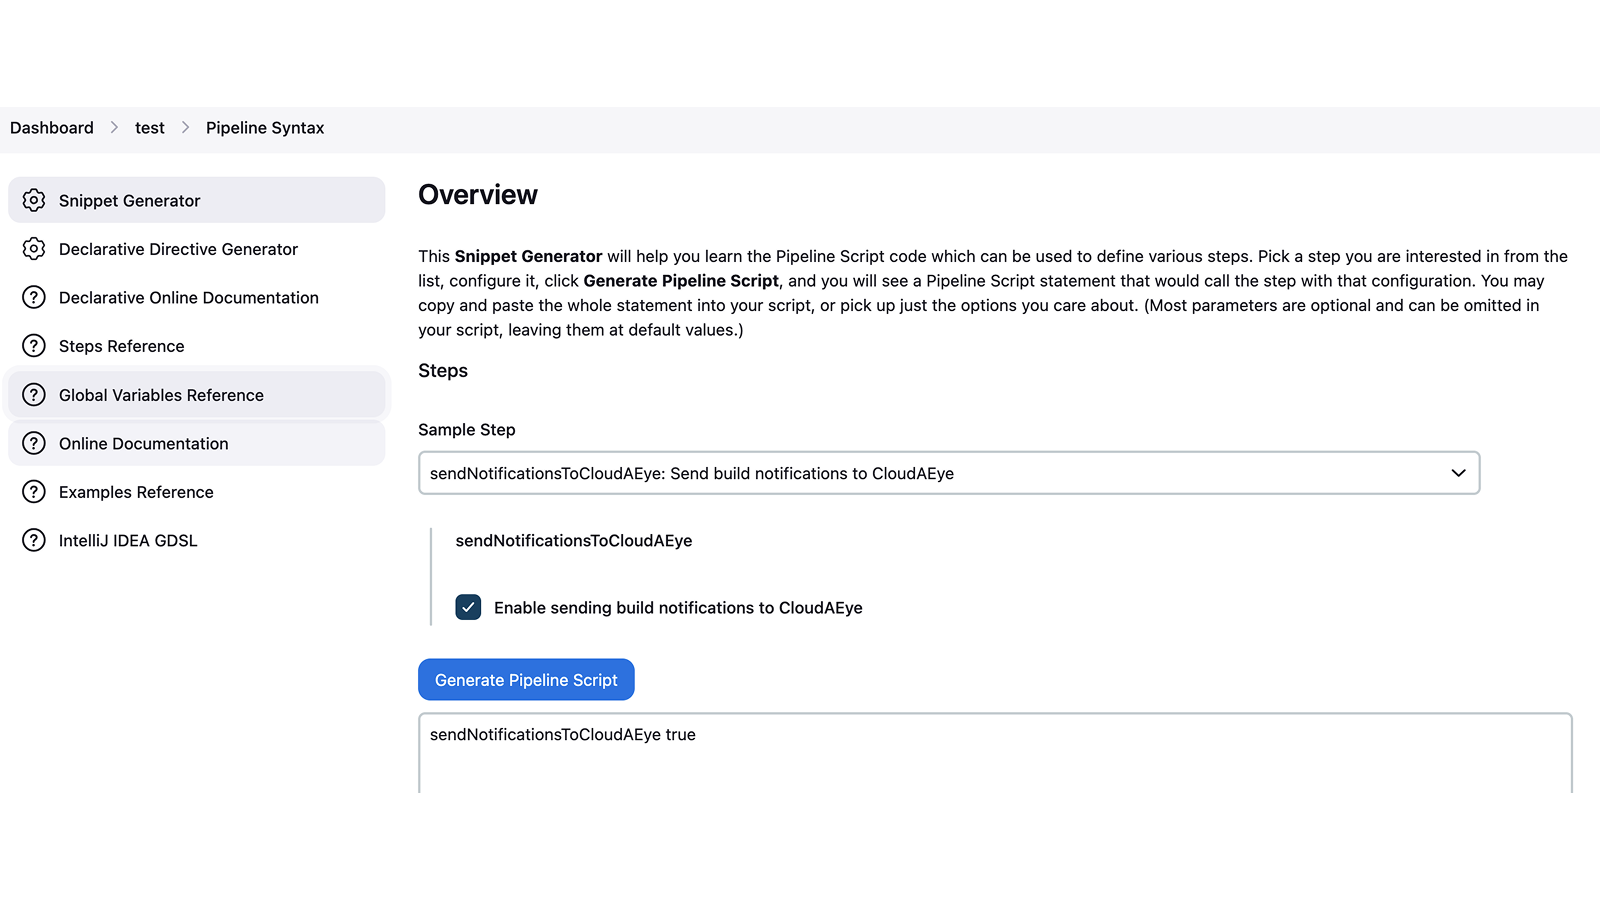 Dashboard > test > Pipeline Syntax
Snippet Generator
Declarative Directive Generator
Declarative Online Documentation
Steps Reference
Global Variables Reference
Online Documentation
Examples Reference
IntelliJ IDEA GDSL
Overview
This Snippet Generator will help you learn the Pipeline Script code which can be used to define various steps. Pick a step you are interested in from the
list, configure it, click Generate Pipeline Script, and you will see a Pipeline Script statement that would call the step with that configuration. You may
copy and paste the whole statement into your script, or pick up just the options you care about. (Most parameters are optional and can be omitted in
your script, leaving them at default values.)
Steps
Sample Step
sendNotificationsToCloudAEye: Send build notifications to CloudAEye
sendNotificationsToCloudAEye
Enable sending build notifications to CloudAEye
Generate Pipeline Script
sendNotificationsToCloudAEye true